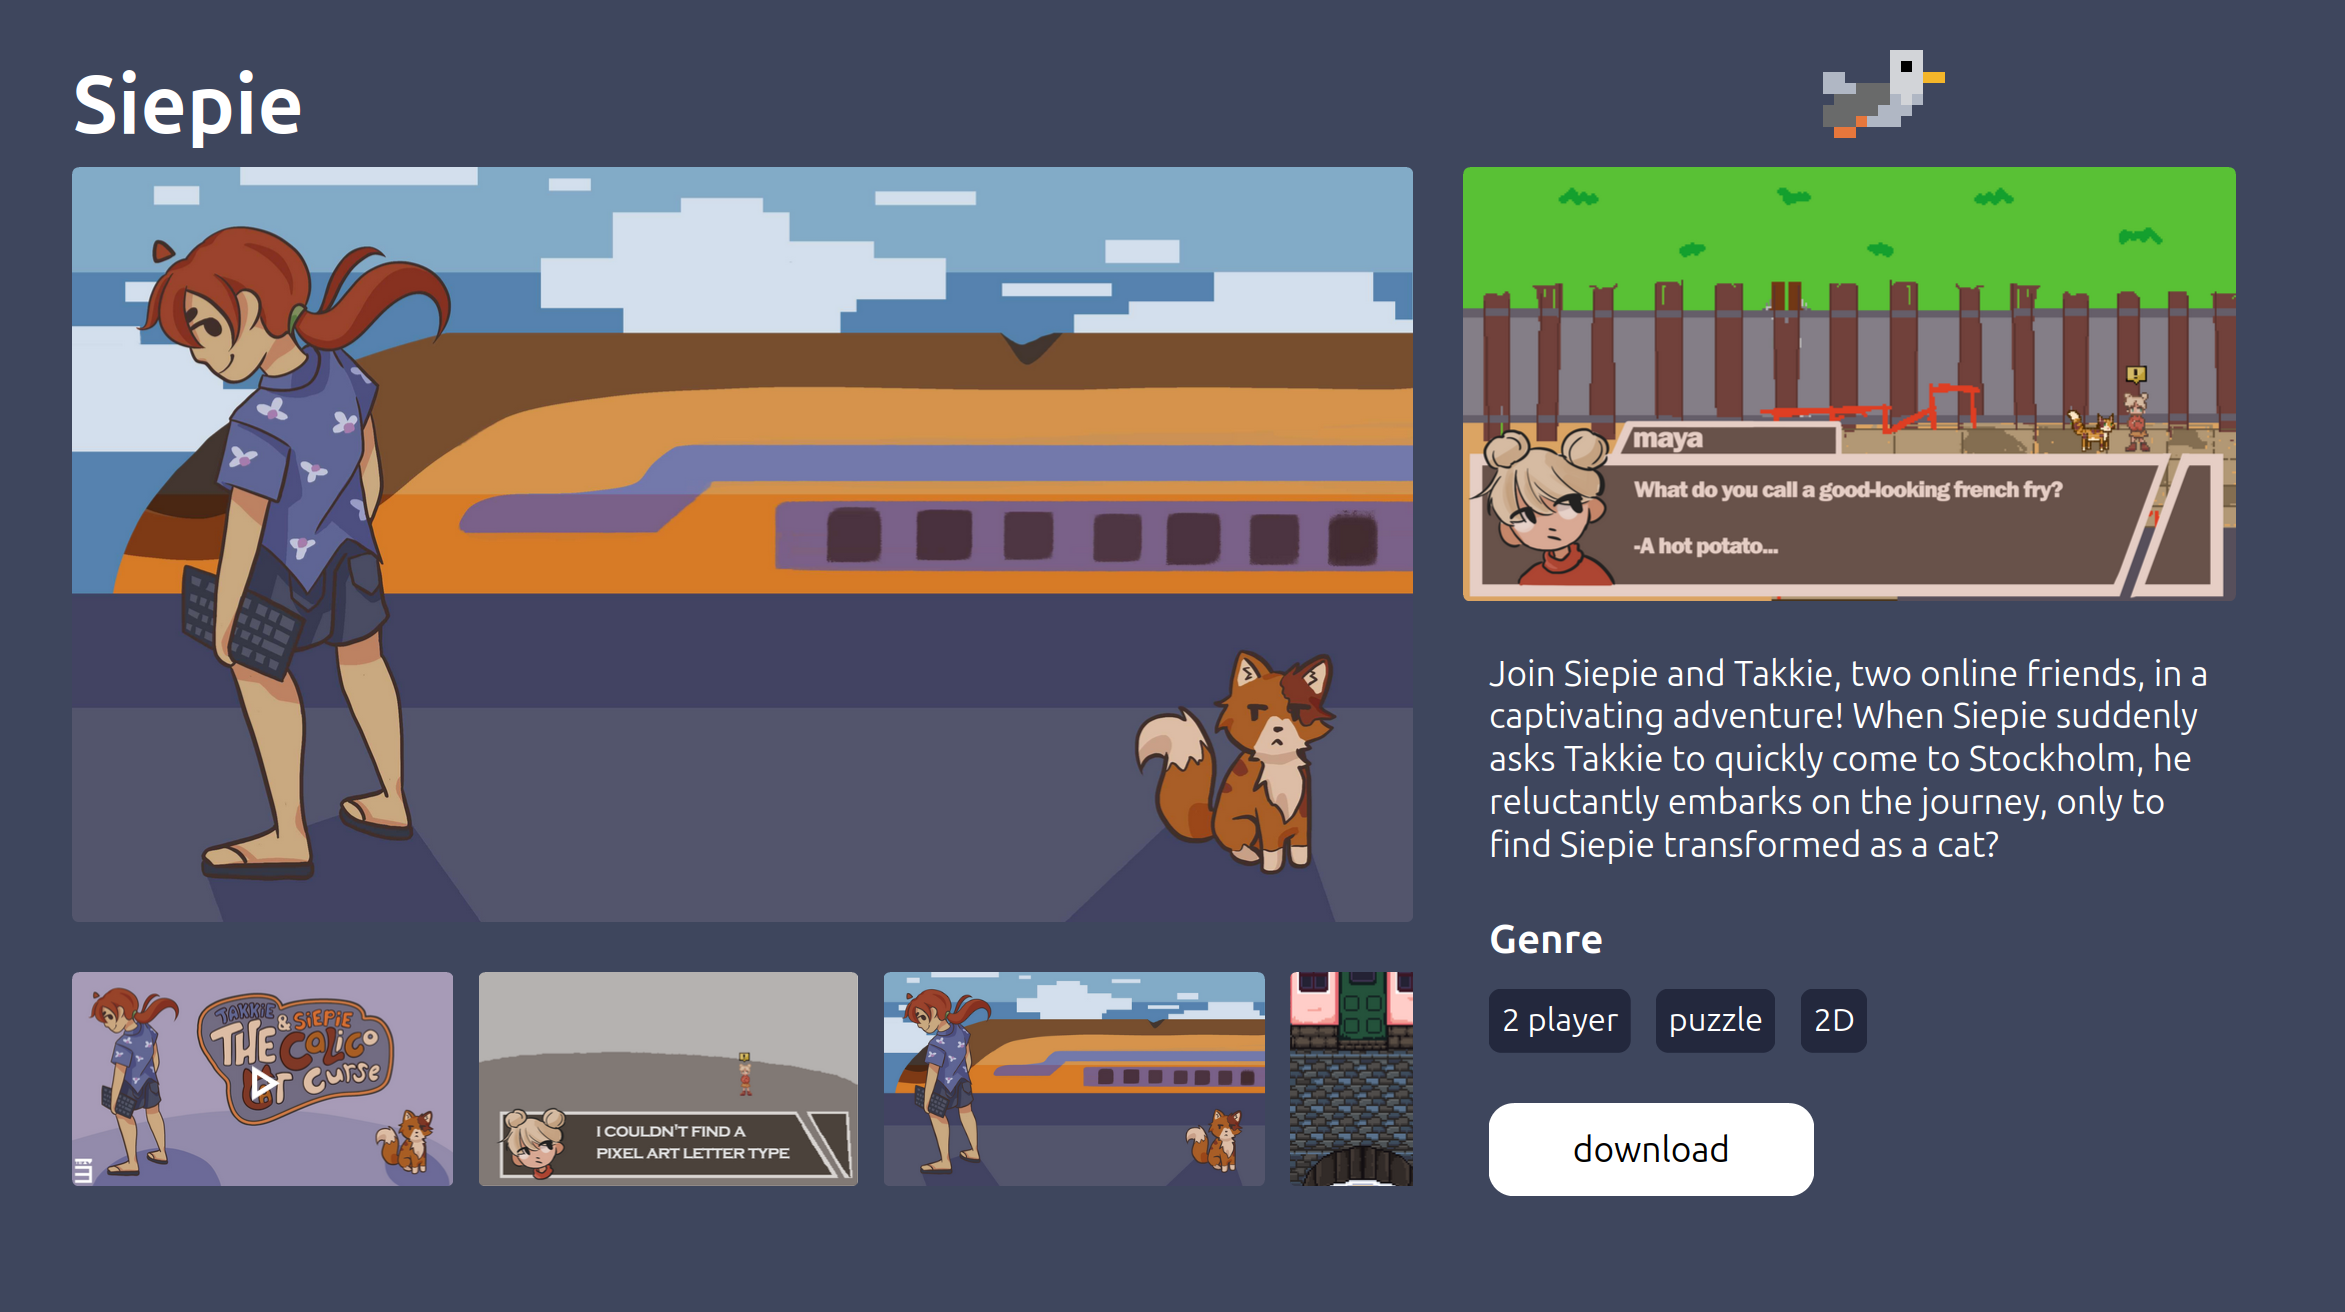 Siepie
maya
What do you call a good-looking french fry?
-A hot potato...
Join Siepie and Takkie, two online friends, in a
captivating adventure! When Siepie suddenly
asks Takkie to quickly come to Stockholm, he
reluctantly embarks on the journey, only to
find Siepie transformed as a cat?
Genre
2 player
puzzle
2D
download
TAKKIE
& SIEPIE
THE CALICO
CURSE
I COULDN'T FIND A
PIXEL ART LETTER TYPE